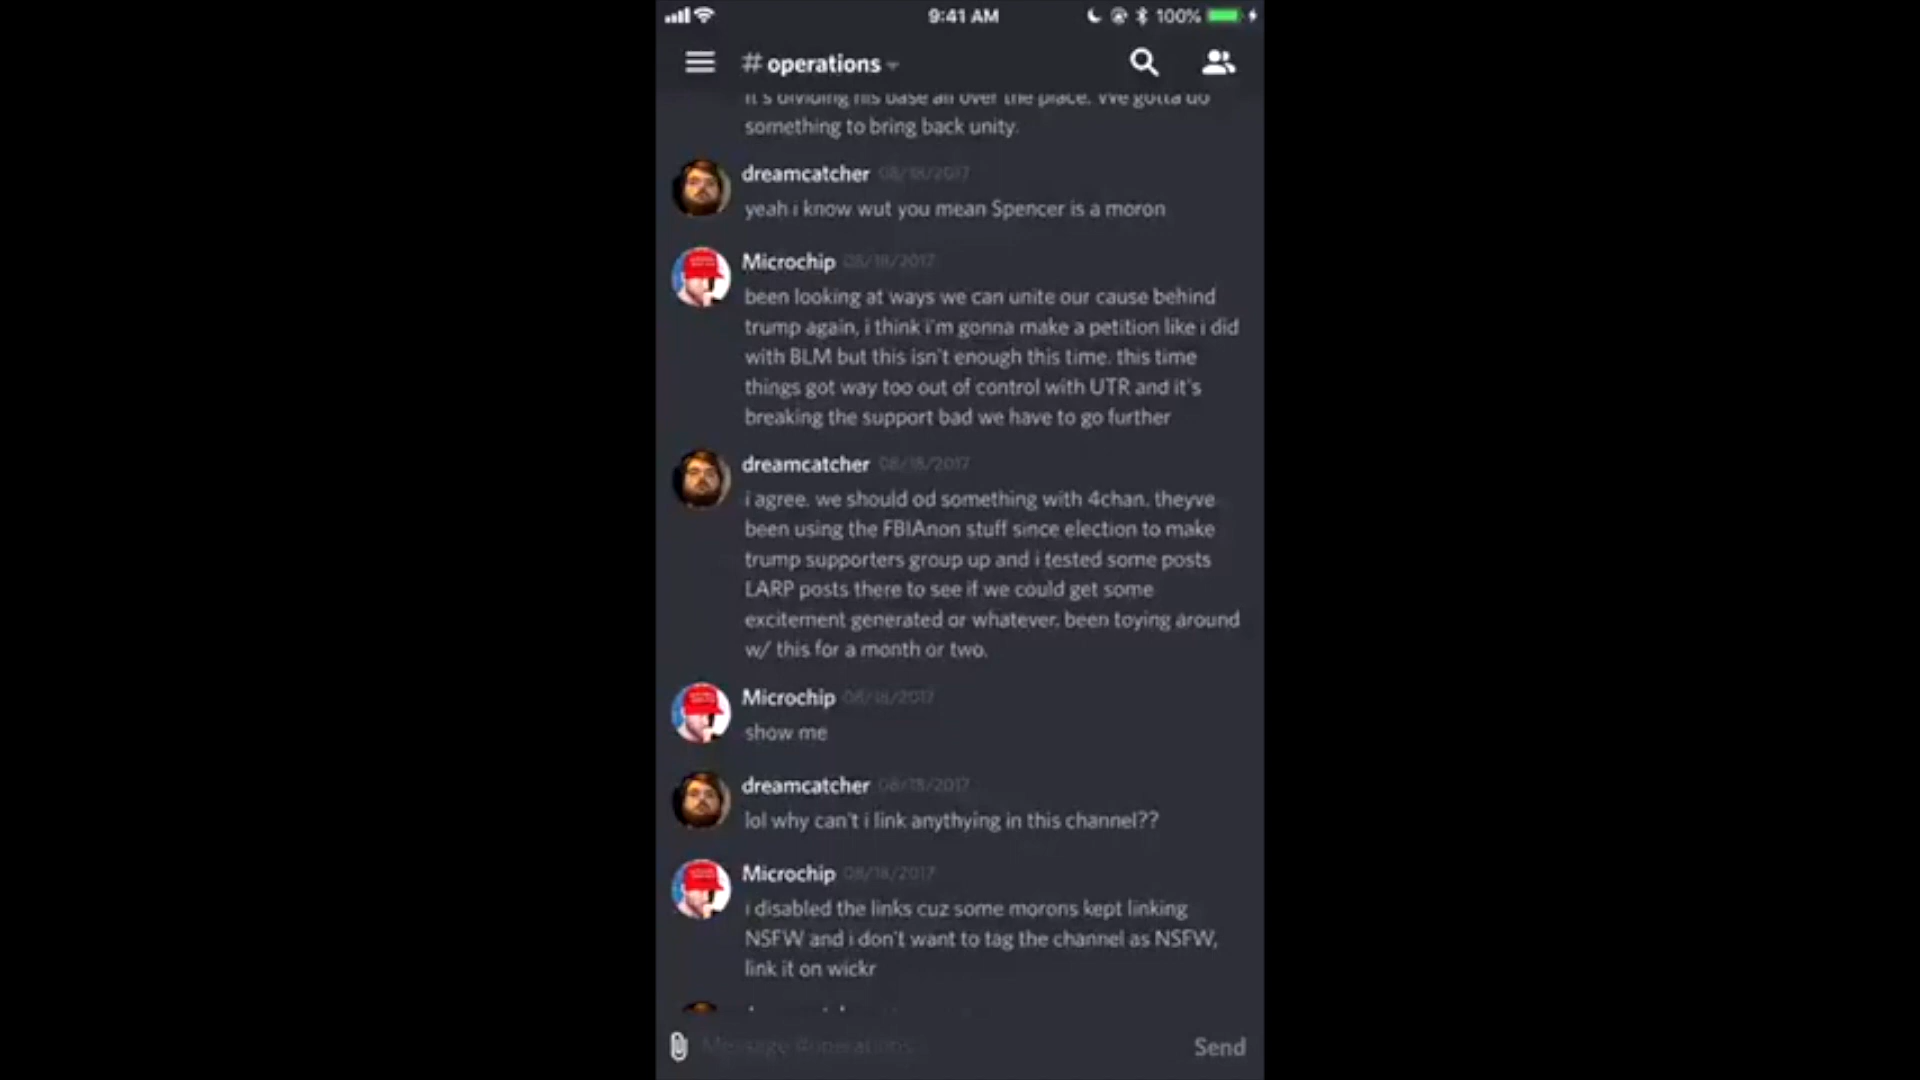 9:41 AM
100%
# operations
it's dividing his base all over the place. We gotta do
something to bring back unity.
dreamcatcher 08/18/2017
yeah i know wut you mean Spencer is a moron
Microchip 08/18/2017
been looking at ways we can unite our cause behind
trump again, i think i'm gonna make a petition like i did
with BLM but this isn't enough this time. this time
things got way too out of control with UTR and it's
breaking the support bad we have to go further
dreamcatcher 08/18/2017
i agree. we should od something with 4chan. theyve
been using the FBIAnon stuff since election to make
trump supporters group up and i tested some posts
LARP posts there to see if we could get some
excitement generated or whatever. been toying around
w/ this for a month or two.
Microchip 08/18/2017
show me
dreamcatcher 08/18/2017
lol why can't i link anythying in this channel??
Microchip 08/18/2017
i disabled the links cuz some morons kept linking
NSFW and i don't want to tag the channel as NSFW,
link it on wickr
Message #operations
Send